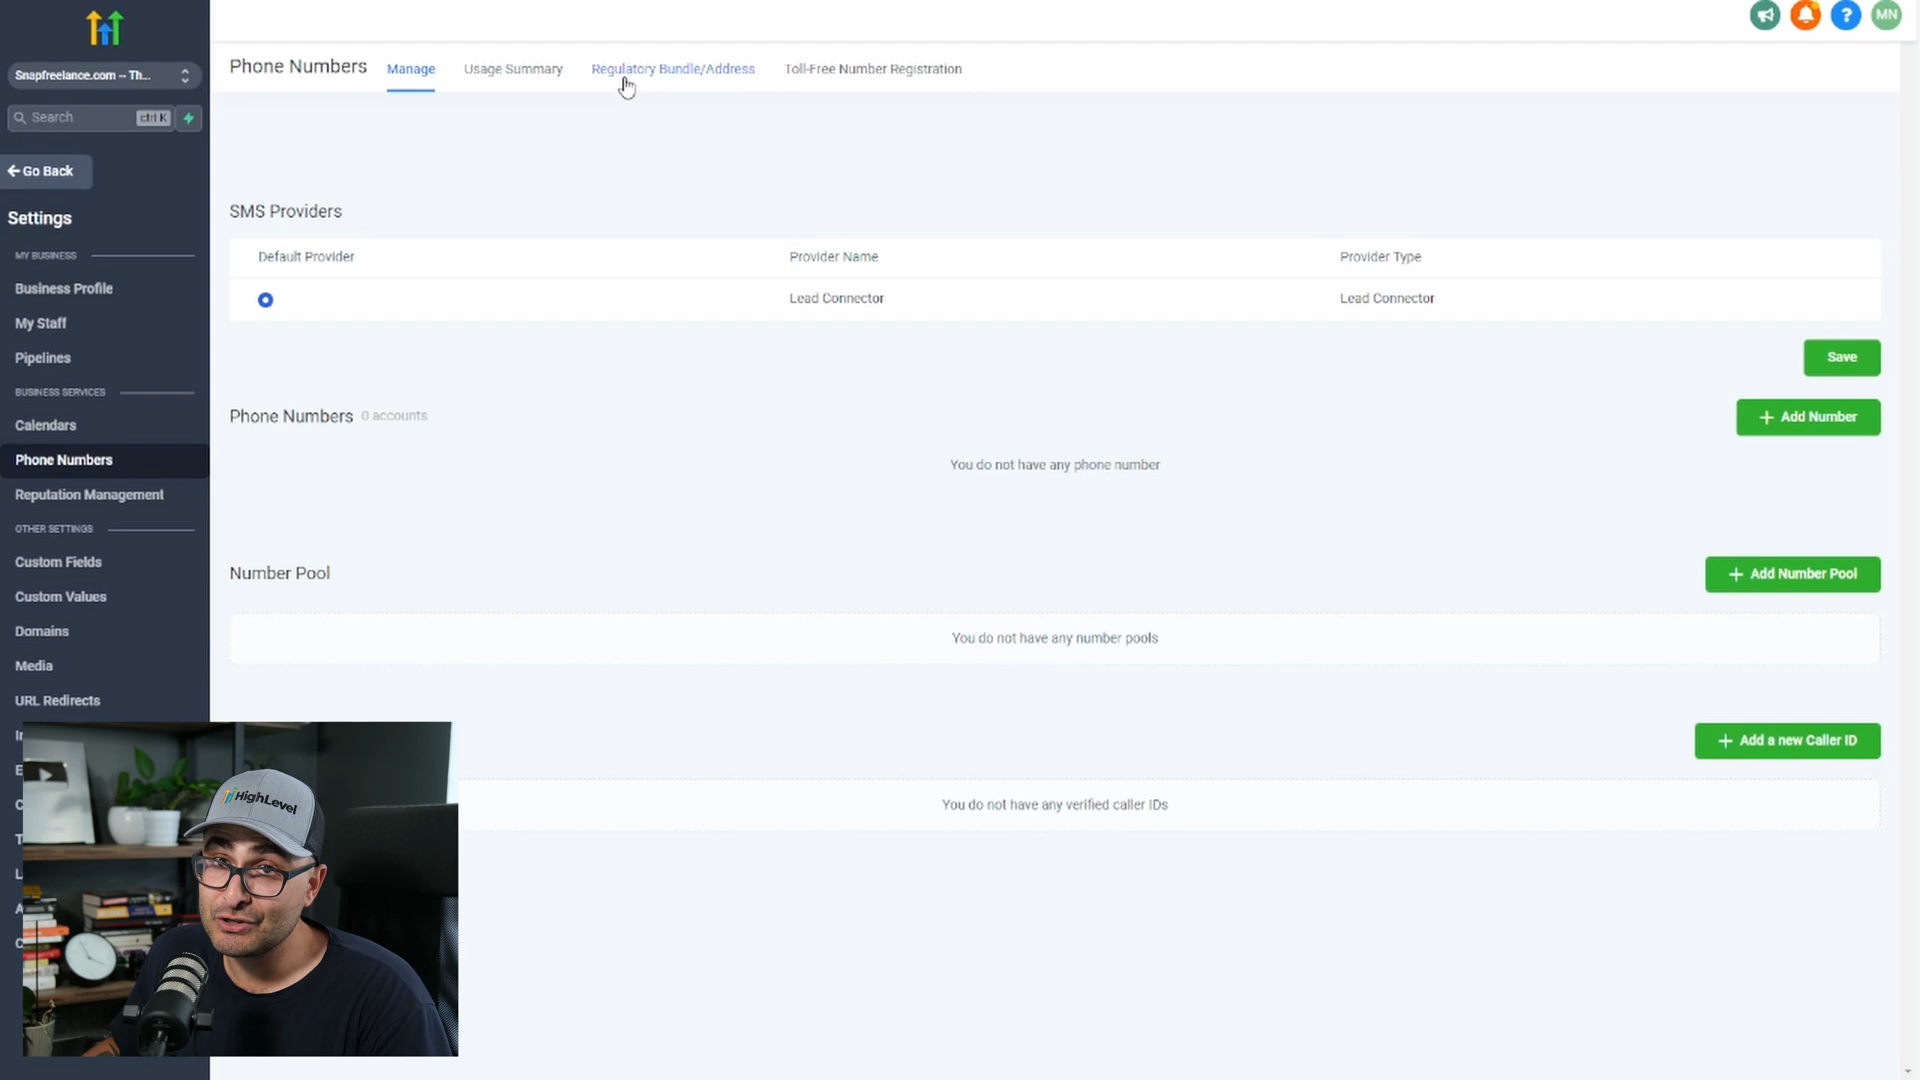 MN
Snapfreelance.com -- Th...
Search ctrl K
Go Back
Settings
MY BUSINESS
Business Profile
My Staff
Pipelines
BUSINESS SERVICES
Calendars
Phone Numbers
Reputation Management
OTHER SETTINGS
Custom Fields
Custom Values
Domains
Media
URL Redirects
Phone Numbers Manage Usage Summary Regulatory Bundle/Address Toll-Free Number Registration
SMS Providers
Default Provider Provider Name Provider Type
Lead Connector Lead Connector
Save
Phone Numbers 0 accounts
+ Add Number
You do not have any phone number
Number Pool
+ Add Number Pool
You do not have any number pools
+ Add a new Caller ID
You do not have any verified caller IDs
HighLevel